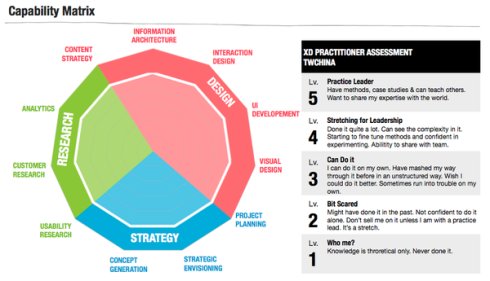 Capability Matrix
INFORMATION
ARCHITECTURE
CONTENT
STRATEGY
INTERACTION
DESIGN
ANALYTICS
UI
DEVELOPEMENT
CUSTOMER
RESEARCH
VISUAL
DESIGN
USABILITY
RESEARCH
PROJECT
PLANNING
CONCEPT
GENERATION
STRATEGIC
ENVISIONING
RESEARCH
DESIGN
STRATEGY
XD PRACTITIONER ASSESSMENT
TWCHINA
Lv.
5
Practice Leader
Have methods, case studies & can teach others.
Want to share my expertise with the world.
Lv.
4
Stretching for Leadership
Done it quite a lot. Can see the complexity in it.
Starting to fine tune methods and confident in
experimenting. Ability to share with team.
Lv.
3
Can Do it
I can do it on my own. Have mashed my way
through it before in an unstructured way. Wish I
could do it better. Sometimes run into trouble on my
own.
Lv.
2
Bit Scared
Might have done it in the past. Not confident to do it
alone. Don't sell me on it unless I am with a practice
lead. It's a stretch.
Lv.
1
Who me?
Knowledge is throretical only. Never done it.